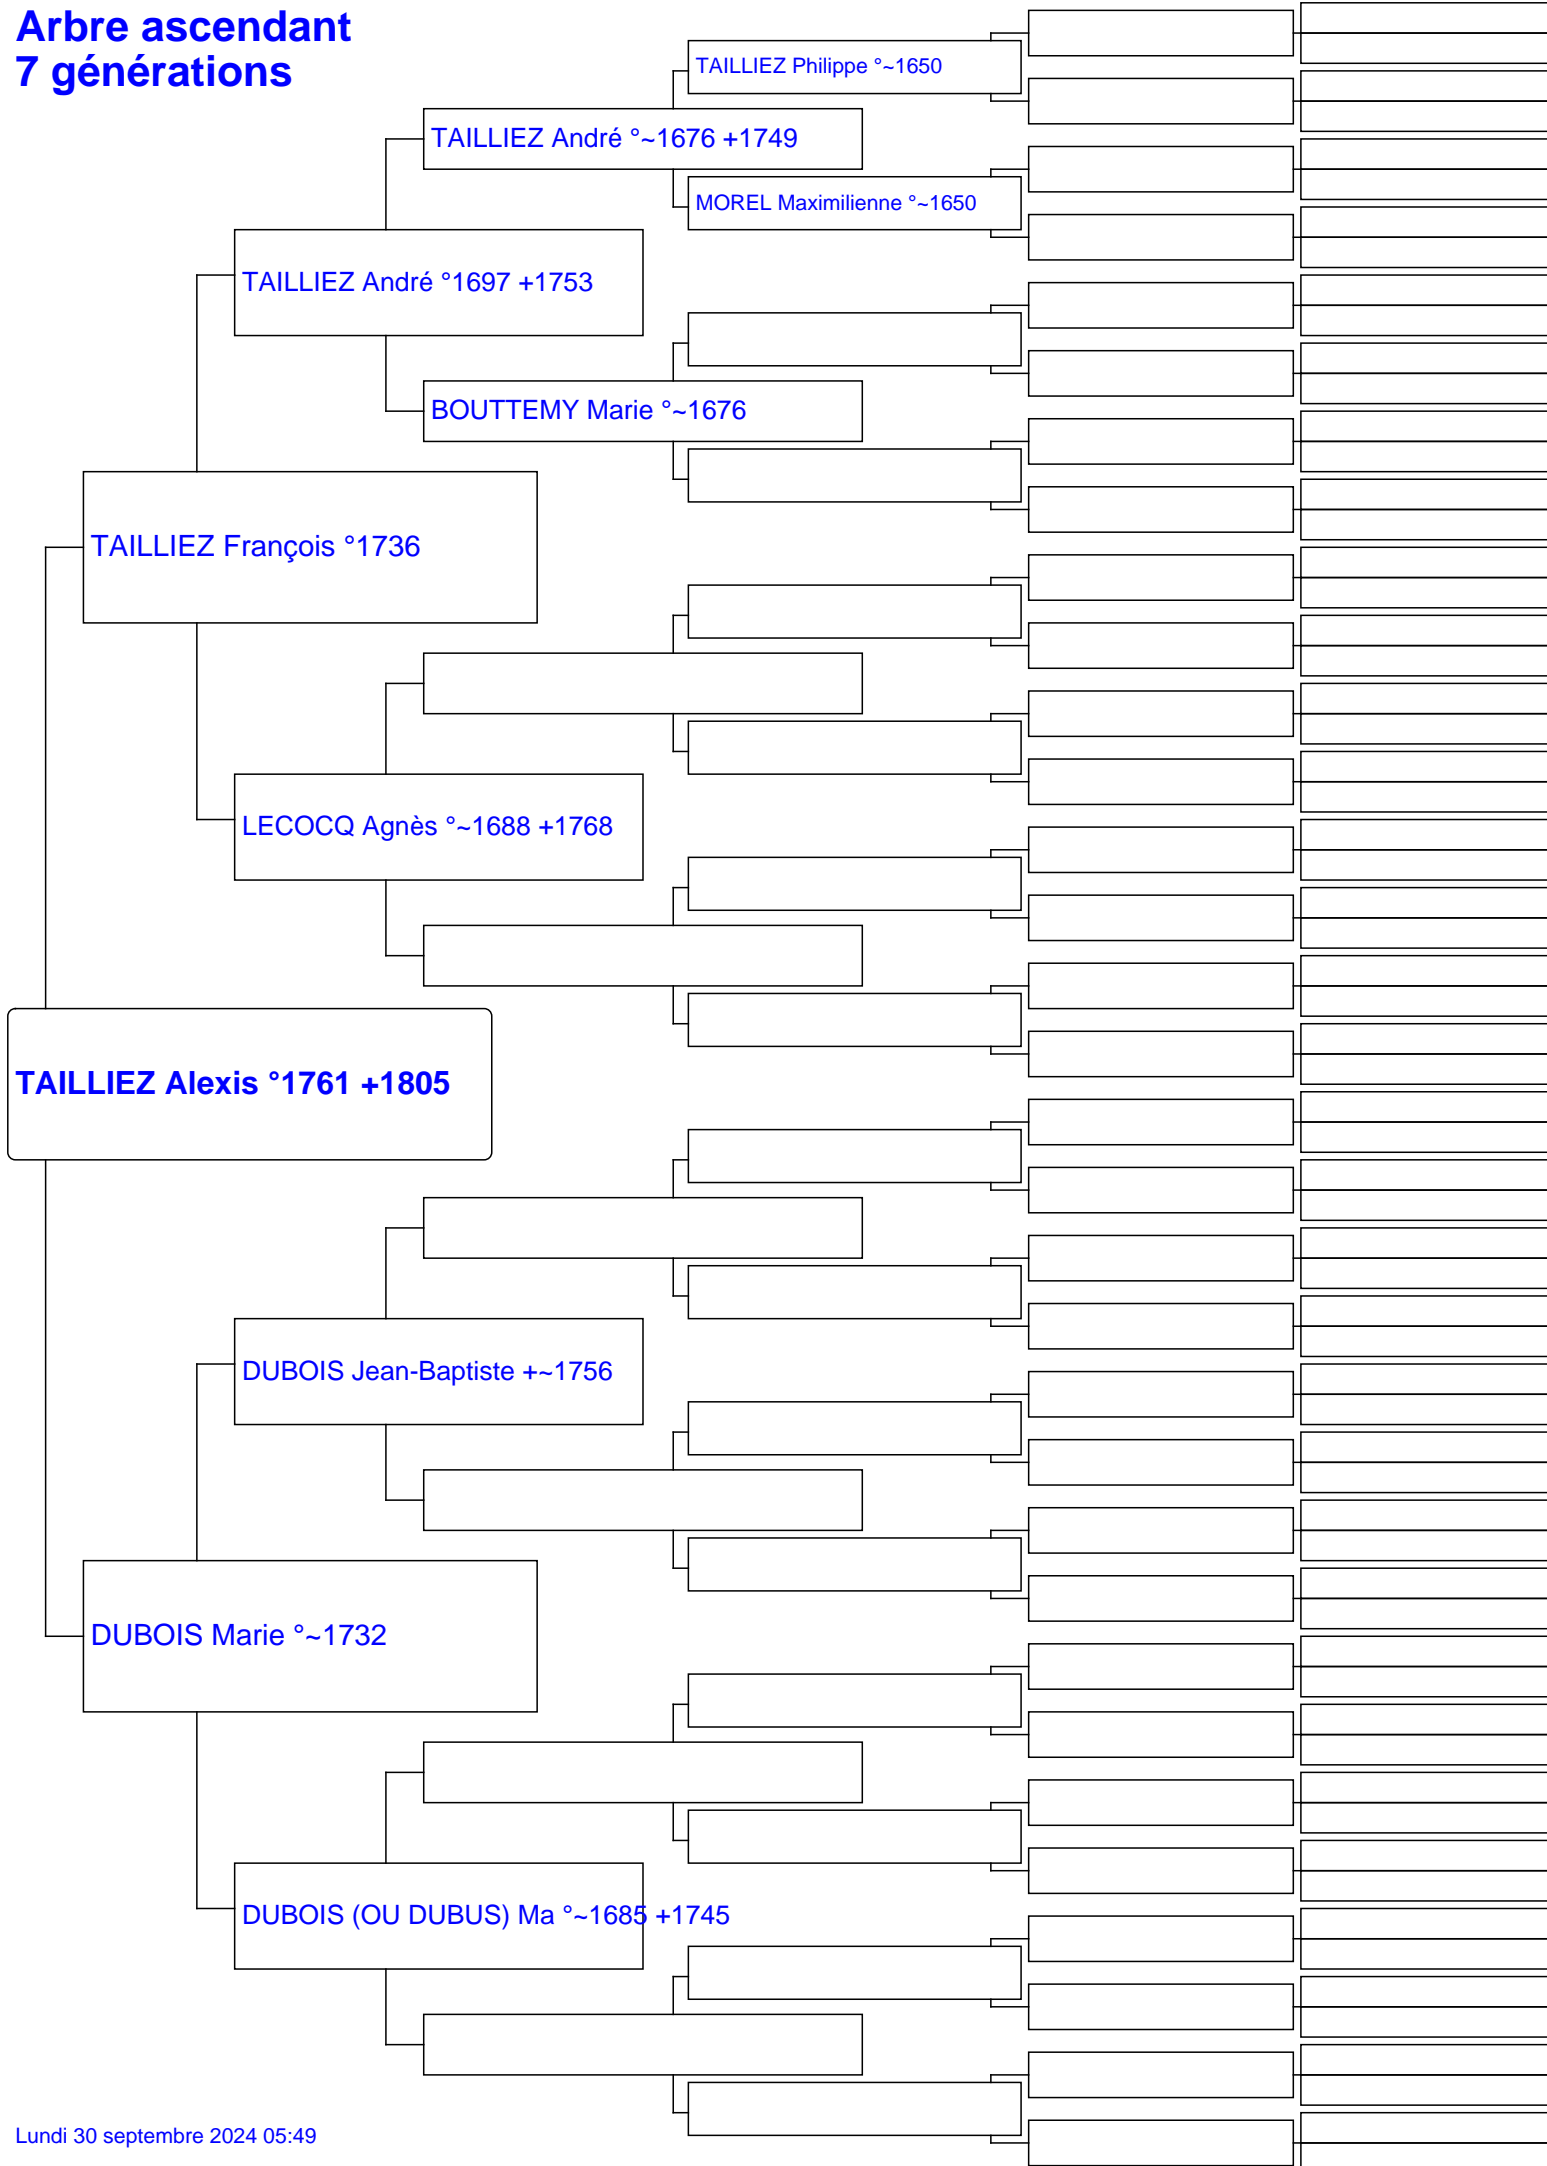 Arbre ascendant
7 générations
TAILLIEZ Philippe °~1650
TAILLIEZ André °~1676 +1749
MOREL Maximilienne °~1650
TAILLIEZ André °1697 +1753
BOUTTEMY Marie °~1676
TAILLIEZ François °1736
LECOCQ Agnès °~1688 +1768
TAILLIEZ Alexis °1761 +1805
DUBOIS Jean-Baptiste +~1756
DUBOIS Marie °~1732
DUBOIS (OU DUBUS) Ma °~1685 +1745
Lundi 30 septembre 2024 05:49